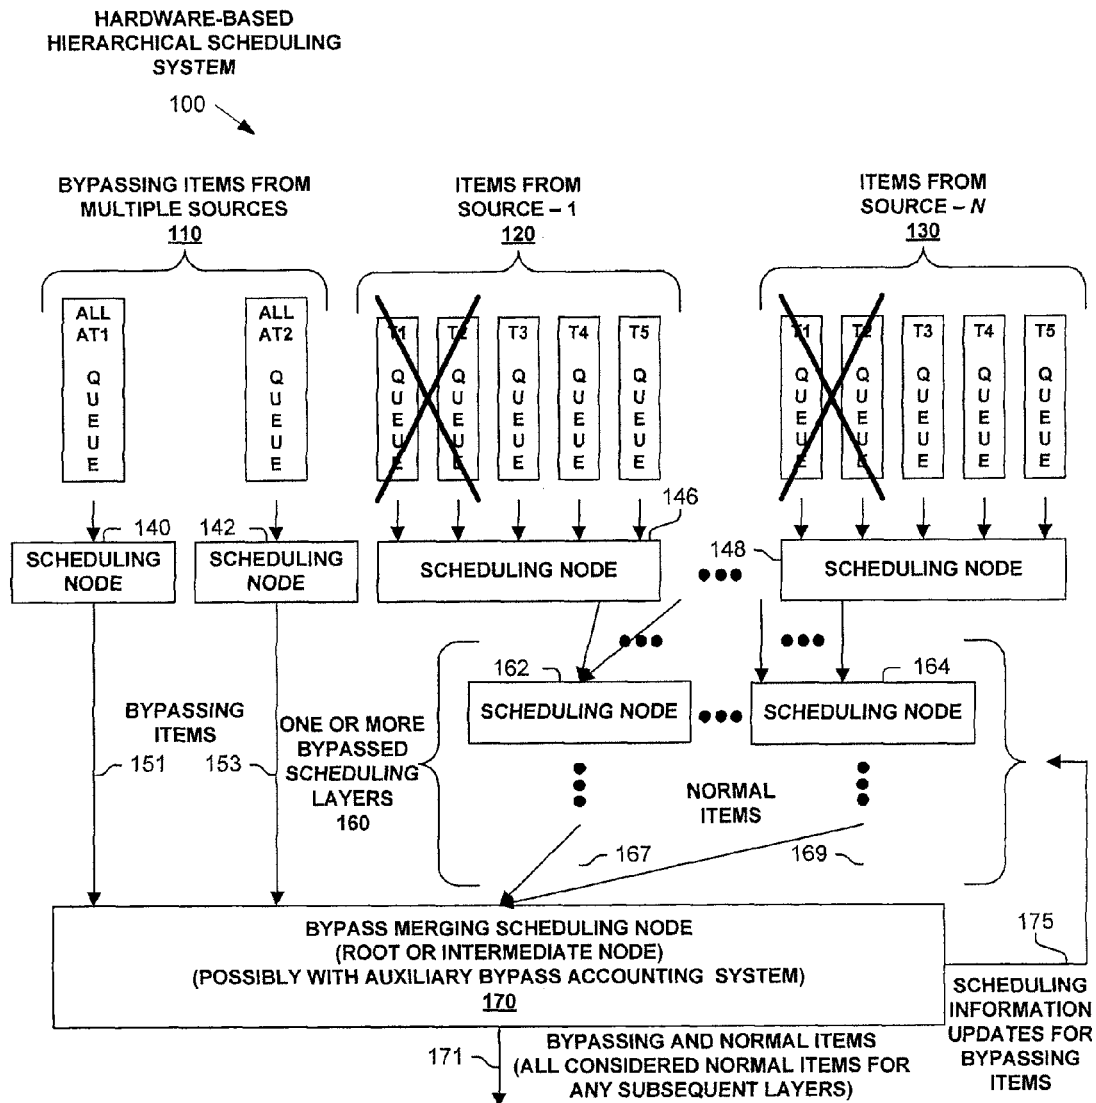 HARDWARE-BASED
HIERARCHICAL SCHEDULING
SYSTEM
100
BYPASSING ITEMS FROM
MULTIPLE SOURCES
110
ITEMS FROM
SOURCE – 1
120
ITEMS FROM
SOURCE – N
130
ALL
AT1
QUEUE
ALL
AT2
QUEUE
T1
QUEUE
T2
QUEUE
T3
QUEUE
T4
QUEUE
T5
QUEUE
T1
QUEUE
T2
QUEUE
T3
QUEUE
T4
QUEUE
T5
QUEUE
140
142
146
148
SCHEDULING
NODE
SCHEDULING
NODE
SCHEDULING NODE
SCHEDULING NODE
162
164
SCHEDULING NODE
SCHEDULING NODE
BYPASSING
ITEMS
151
153
ONE OR MORE
BYPASSED
SCHEDULING
LAYERS
160
NORMAL
ITEMS
167
169
BYPASS MERGING SCHEDULING NODE
(ROOT OR INTERMEDIATE NODE)
(POSSIBLY WITH AUXILIARY BYPASS ACCOUNTING SYSTEM)
170
175
SCHEDULING
INFORMATION
UPDATES FOR
BYPASSING
ITEMS
171
BYPASSING AND NORMAL ITEMS
(ALL CONSIDERED NORMAL ITEMS FOR
ANY SUBSEQUENT LAYERS)